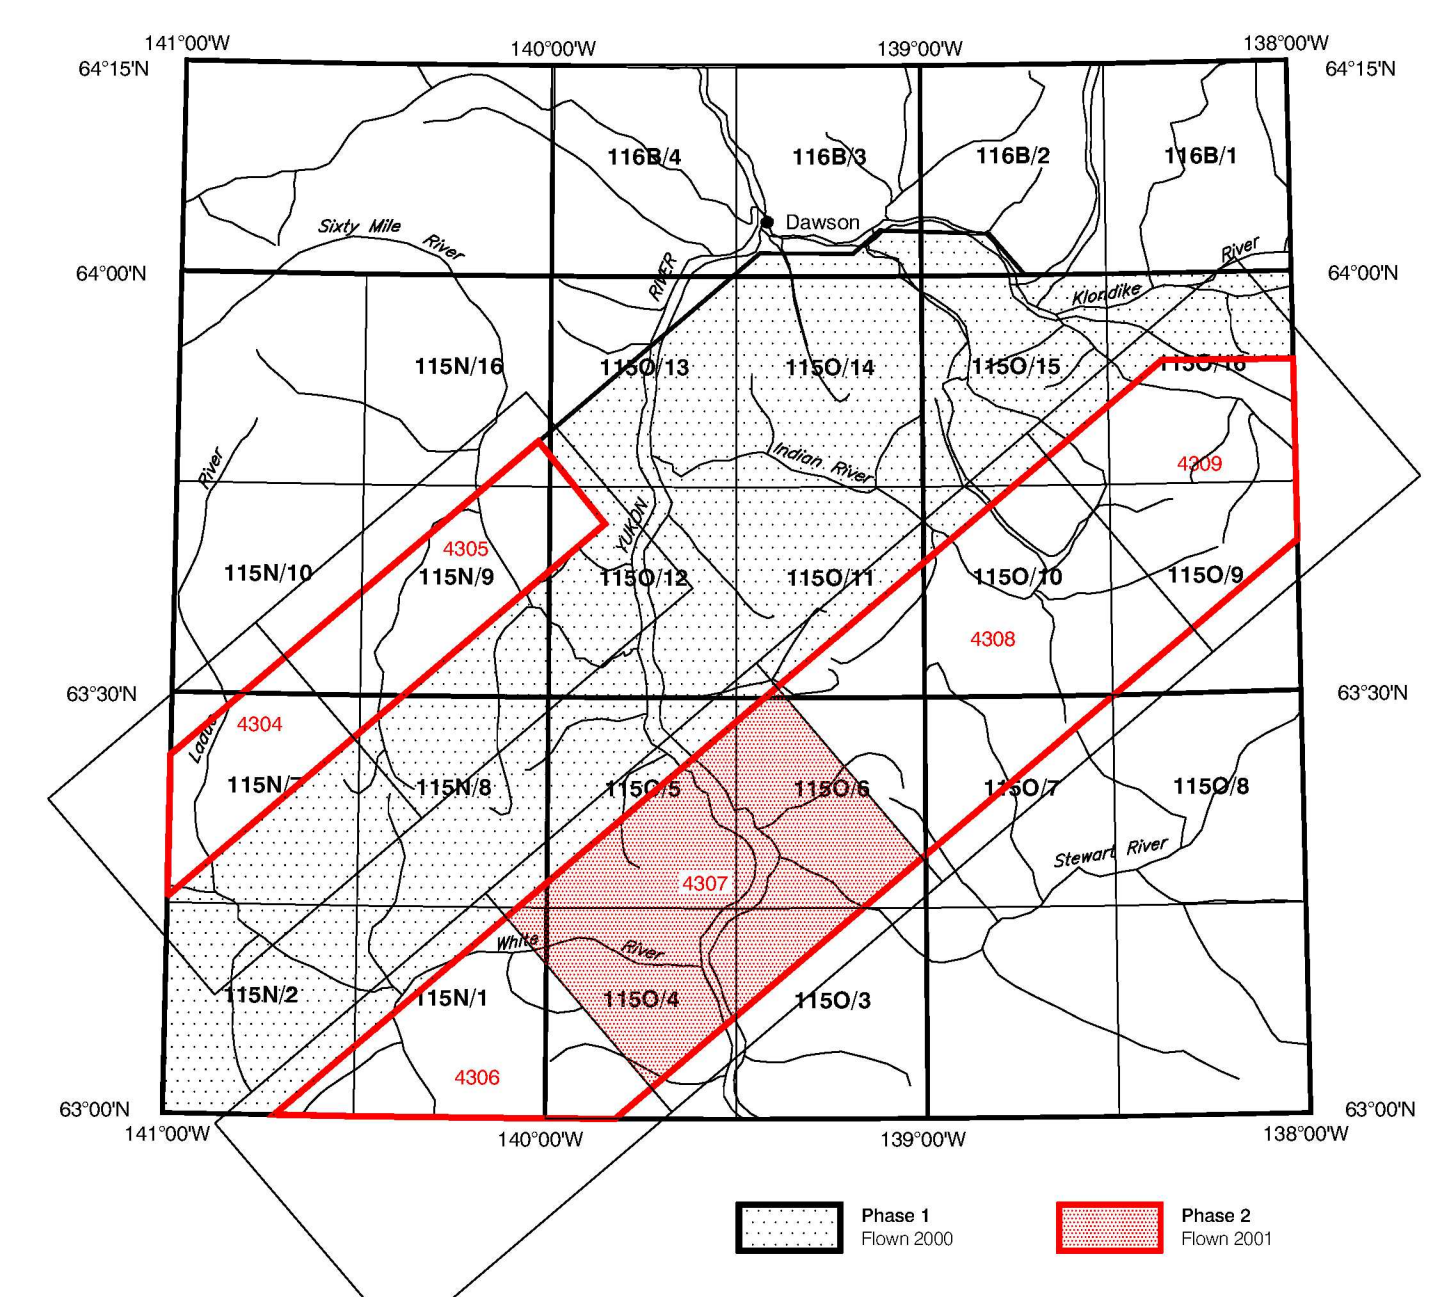 141°00'W
140°00'W
139°00'W
138°00'W
64°15'N
64°15'N
116B/4
116B/3
116B/2
116B/1
Dawson
Sixty Mile River
RIVER
River
64°00'N
64°00'N
Klondike
115N/16
115O/13
115O/14
115O/15
115O/16
River
Indian River
4309
YUKON
4305
115N/10
115N/9
115O/12
115O/11
115O/10
115O/9
4308
63°30'N
63°30'N
Ladue
4304
115N/7
115N/8
115O/5
115O/6
115O/7
115O/8
Stewart River
4307
White River
115N/2
115N/1
115O/4
115O/3
4306
63°00'N
63°00'N
141°00'W
140°00'W
139°00'W
138°00'W
Phase 1
Flown 2000
Phase 2
Flown 2001